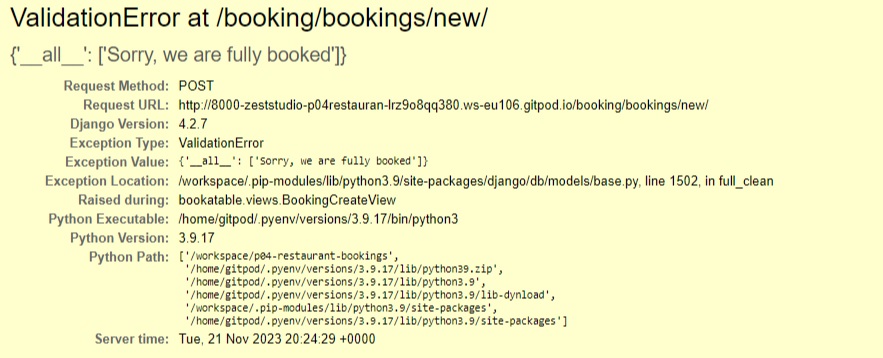 ValidationError at /booking/bookings/new/
{'__all__': ['Sorry, we are fully booked']}
Request Method: POST
Request URL: http://8000-zeststudio-p04restauran-lrz9o8qq380.ws-eu106.gitpod.io/booking/bookings/new/
Django Version: 4.2.7
Exception Type: ValidationError
Exception Value: {'__all__': ['Sorry, we are fully booked']}
Exception Location: /workspace/.pip-modules/lib/python3.9/site-packages/django/db/models/base.py, line 1502, in full_clean
Raised during: bookatable.views.BookingCreateView
Python Executable: /home/gitpod/.pyenv/versions/3.9.17/bin/python3
Python Version: 3.9.17
Python Path: ['/workspace/p04-restaurant-bookings',
'/home/gitpod/.pyenv/versions/3.9.17/lib/python39.zip',
'/home/gitpod/.pyenv/versions/3.9.17/lib/python3.9',
'/home/gitpod/.pyenv/versions/3.9.17/lib/python3.9/lib-dynload',
'/workspace/.pip-modules/lib/python3.9/site-packages',
'/home/gitpod/.pyenv/versions/3.9.17/lib/python3.9/site-packages']
Server time: Tue, 21 Nov 2023 20:24:29 +0000